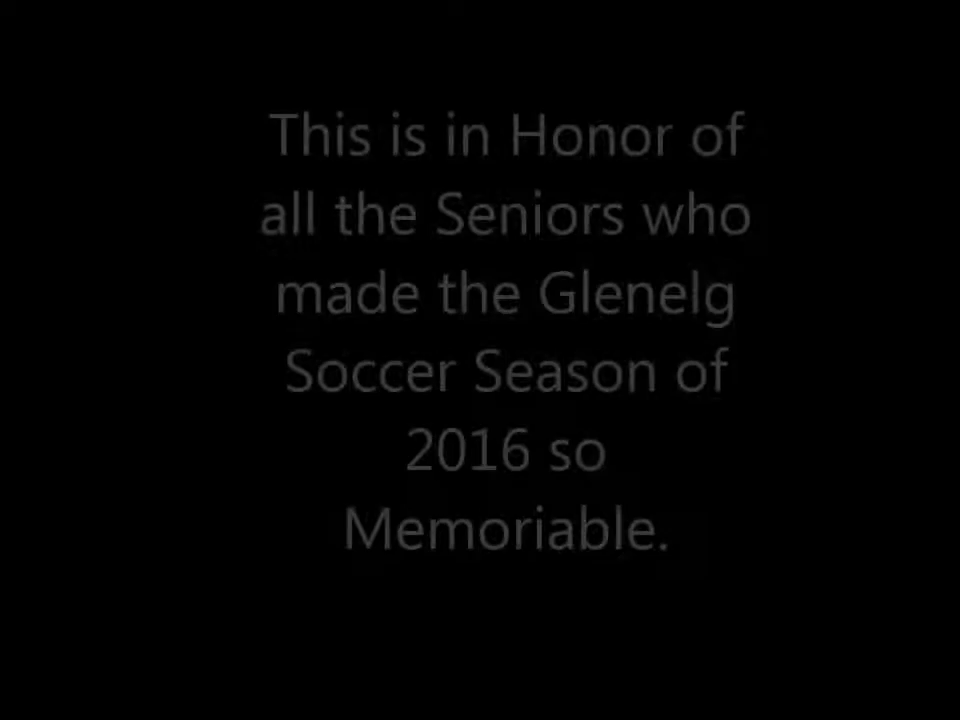 This is in Honor of
all the Seniors who
made the Glenelg
Soccer Season of
2016 so
Memoriable.